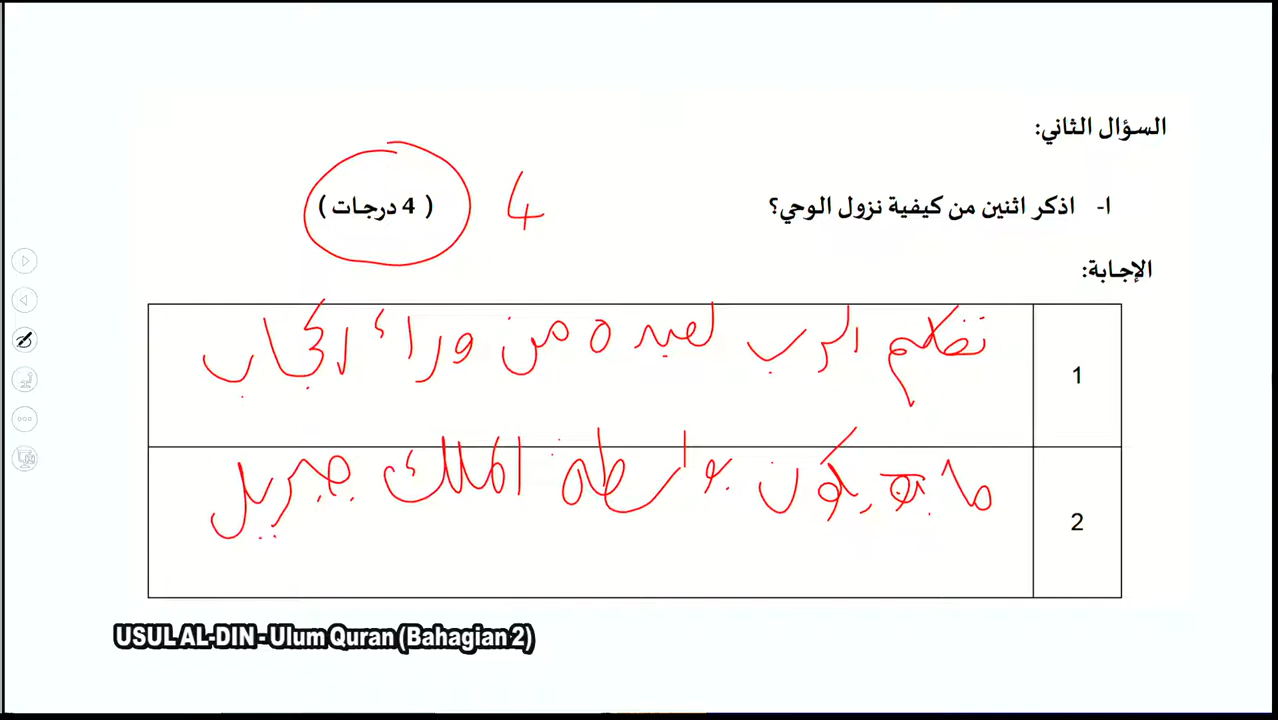 السؤال الثاني:
ا- اذكر اثنين من كيفية نزول الوحي؟ ( 4 درجات ) 4
الإجابة:
1 تكليم الرب لعبده من وراء الحجاب
2 ما يكون بواسطة الملك جبريل
USUL AL-DIN - Ulum Quran (Bahagian 2)